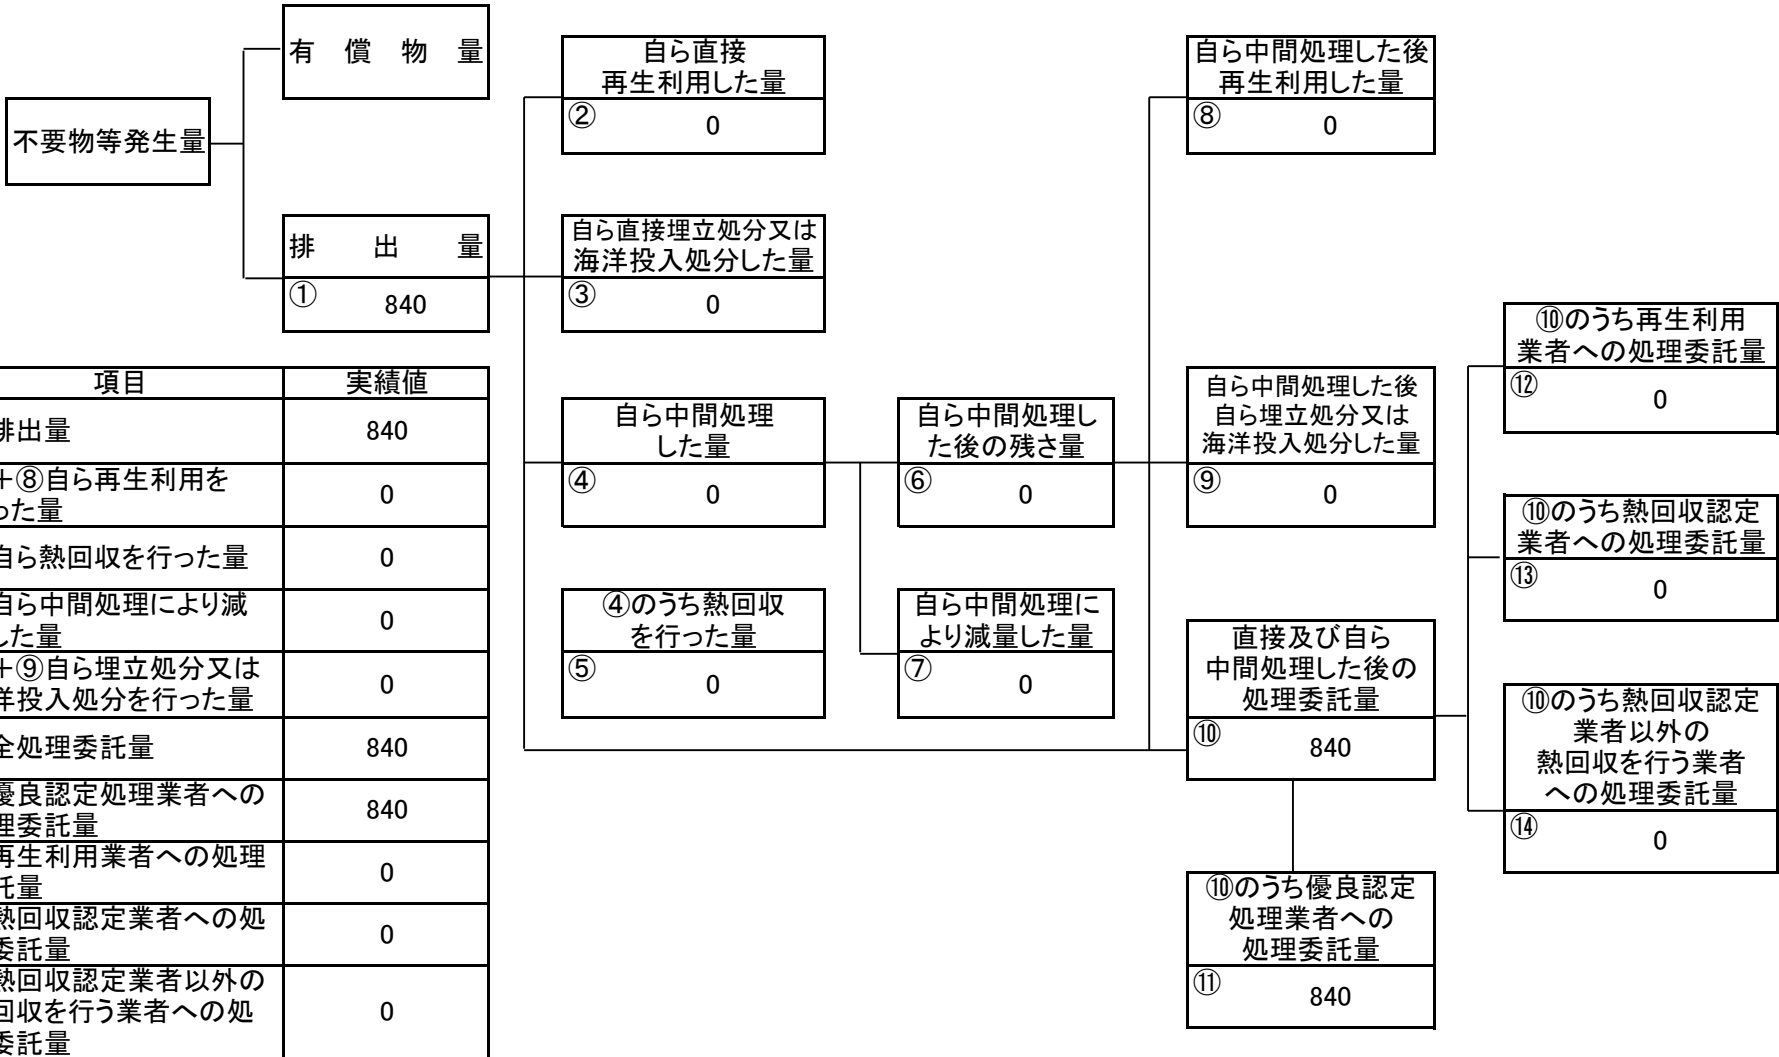 不要物等発生量
有償物量
排出量
①
840
自ら直接
再生利用した量
②
0
自ら直接埋立処分又は
海洋投入処分した量
③
0
自ら中間処理
した量
④
0
④のうち熱回収
を行った量
⑤
0
自ら中間処理し
た後の残さ量
⑥
0
自ら中間処理に
より減量した量
⑦
0
自ら中間処理した後
再生利用した量
⑧
0
自ら中間処理した後
自ら埋立処分又は
海洋投入処分した量
⑨
0
直接及び自ら
中間処理した後の
処理委託量
⑩
840
⑩のうち優良認定
処理業者への
処理委託量
⑪
840
⑩のうち再生利用
業者への処理委託量
⑫
0
⑩のうち熱回収認定
業者への処理委託量
⑬
0
⑩のうち熱回収認定
業者以外の
熱回収を行う業者
への処理委託量
⑭
0
項目 実績値
排出量 840
+⑧自ら再生利用を
った量
0
自ら熱回収を行った量 0
自ら中間処理により減
した量
0
+⑨自ら埋立処分又は
洋投入処分を行った量
0
全処理委託量 840
優良認定処理業者への
理委託量
840
再生利用業者への処理
託量
0
熱回収認定業者への処
委託量
0
熱回収認定業者以外の
回収を行う業者への処
委託量
0